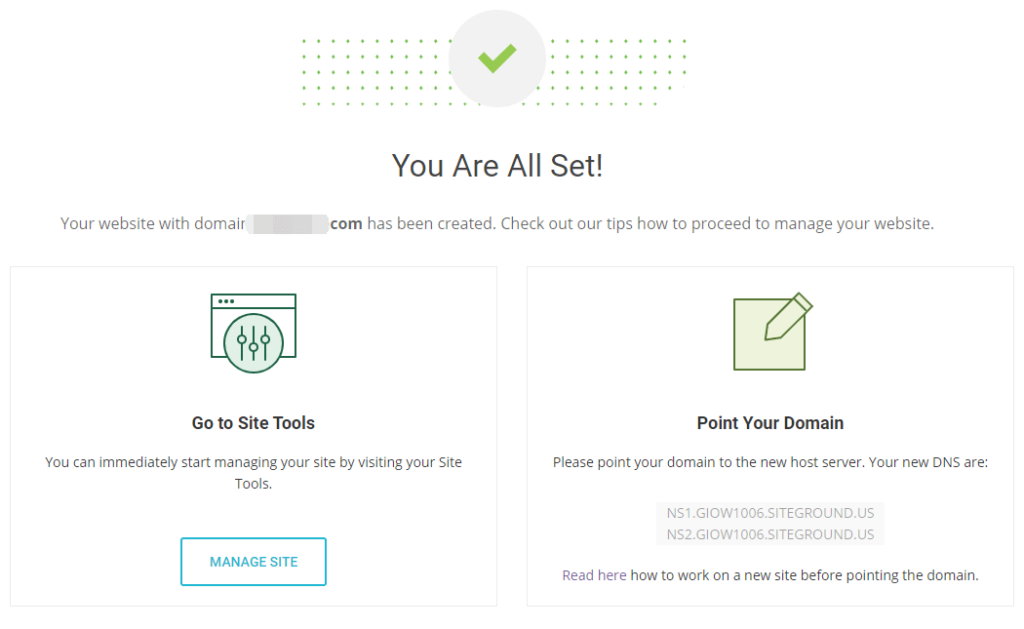 You Are All Set!
Your website with domain com has been created. Check out our tips how to proceed to manage your website.
Go to Site Tools
You can immediately start managing your site by visiting your Site
Tools.
MANAGE SITE
Point Your Domain
Please point your domain to the new host server. Your new DNS are:
NS1.GIOW1006.SITEGROUND.US
NS2.GIOW1006.SITEGROUND.US
Read here how to work on a new site before pointing the domain.